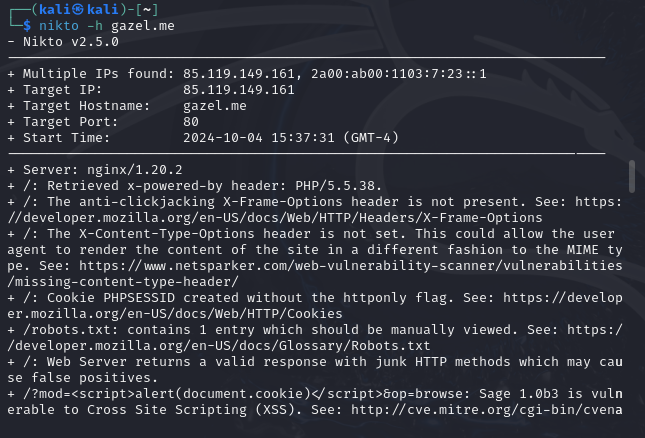 ┌──(kali㉿kali)-[~]
└─$ nikto -h gazel.me
- Nikto v2.5.0
---------------------------------------------------------------------------
+ Multiple IPs found: 85.119.149.161, 2a00:ab00:1103:7:23::1
+ Target IP:          85.119.149.161
+ Target Hostname:    gazel.me
+ Target Port:        80
+ Start Time:         2024-10-04 15:37:31 (GMT-4)
---------------------------------------------------------------------------
+ Server: nginx/1.20.2
+ /: Retrieved x-powered-by header: PHP/5.5.38.
+ /: The anti-clickjacking X-Frame-Options header is not present. See: https:
//developer.mozilla.org/en-US/docs/Web/HTTP/Headers/X-Frame-Options
+ /: The X-Content-Type-Options header is not set. This could allow the user
agent to render the content of the site in a different fashion to the MIME ty
pe. See: https://www.netsparker.com/web-vulnerability-scanner/vulnerabilities
/missing-content-type-header/
+ /: Cookie PHPSESSID created without the httponly flag. See: https://develop
er.mozilla.org/en-US/docs/Web/HTTP/Cookies
+ /robots.txt: contains 1 entry which should be manually viewed. See: https:/
/developer.mozilla.org/en-US/docs/Glossary/Robots.txt
+ /: Web Server returns a valid response with junk HTTP methods which may cau
se false positives.
+ /?mod=<script>alert(document.cookie)</script>&op=browse: Sage 1.0b3 is vuln
erable to Cross Site Scripting (XSS). See: http://cve.mitre.org/cgi-bin/cvena